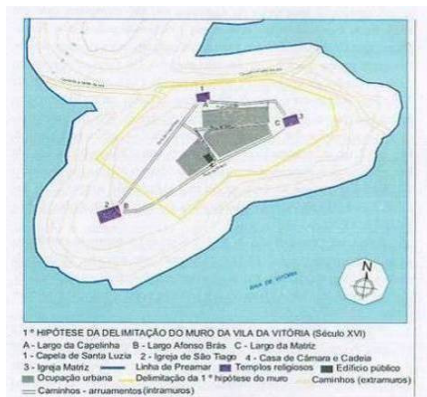 1
A
C
3
2
B
BAIA DE VITÓRIA
N
1ª HIPÓTESE DA DELIMITAÇÃO DO MURO DA VILA DA VITÓRIA (Século XVI)
A - Largo da Capelinha B - Largo Afonso Brás C - Largo da Matriz
1 - Capela de Santa Luzia 2 - Igreja de São Tiago 4 - Casa de Câmara e Cadeia
3 - Igreja Matriz Linha de Preamar Templos religiosos Edifício público
Ocupação urbana Delimitação da 1ª hipótese do muro Caminhos (extramuros)
Caminhos - arruamentos (intramuros)